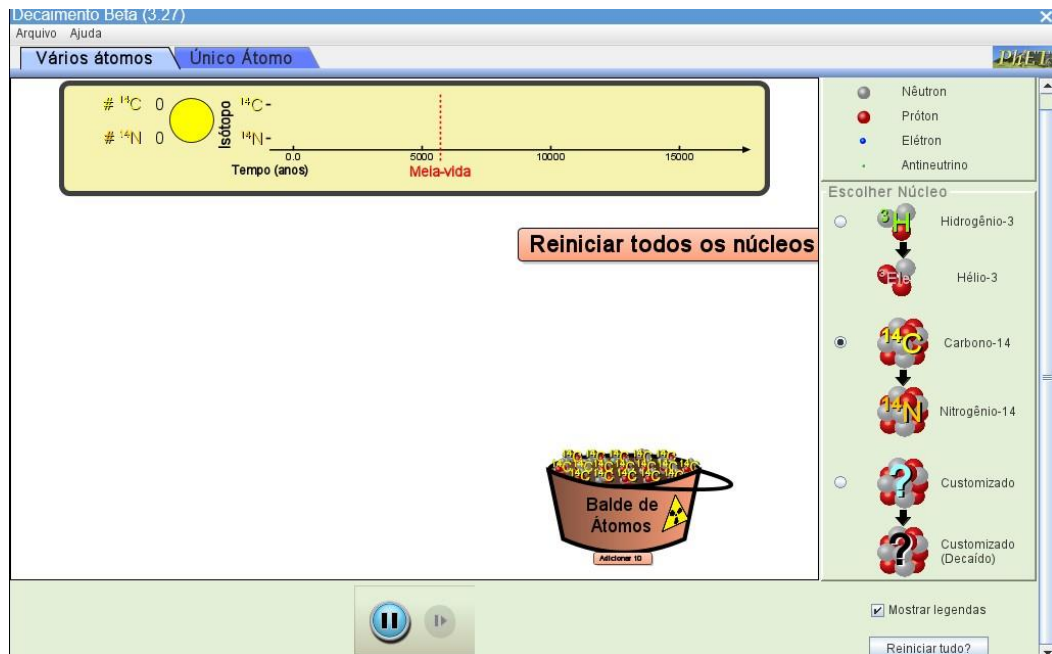 Decaimento Beta (3.27)
Arquivo Ajuda
Vários átomos Único Átomo
PhET
# ¹⁴C 0
# ¹⁴N 0
Isótopo
¹⁴C
¹⁴N
0.0 5000 10000 15000
Tempo (anos) Meia-vida
Reiniciar todos os núcleos
Balde de
Átomos
Adicionar 10
Nêutron
Próton
Elétron
Antineutrino
Escolher Núcleo
³H Hidrogênio-3
Hélio-3
¹⁴C Carbono-14
¹⁴N Nitrogênio-14
? Customizado
? Customizado
(Decaído)
Mostrar legendas
Reiniciar tudo?